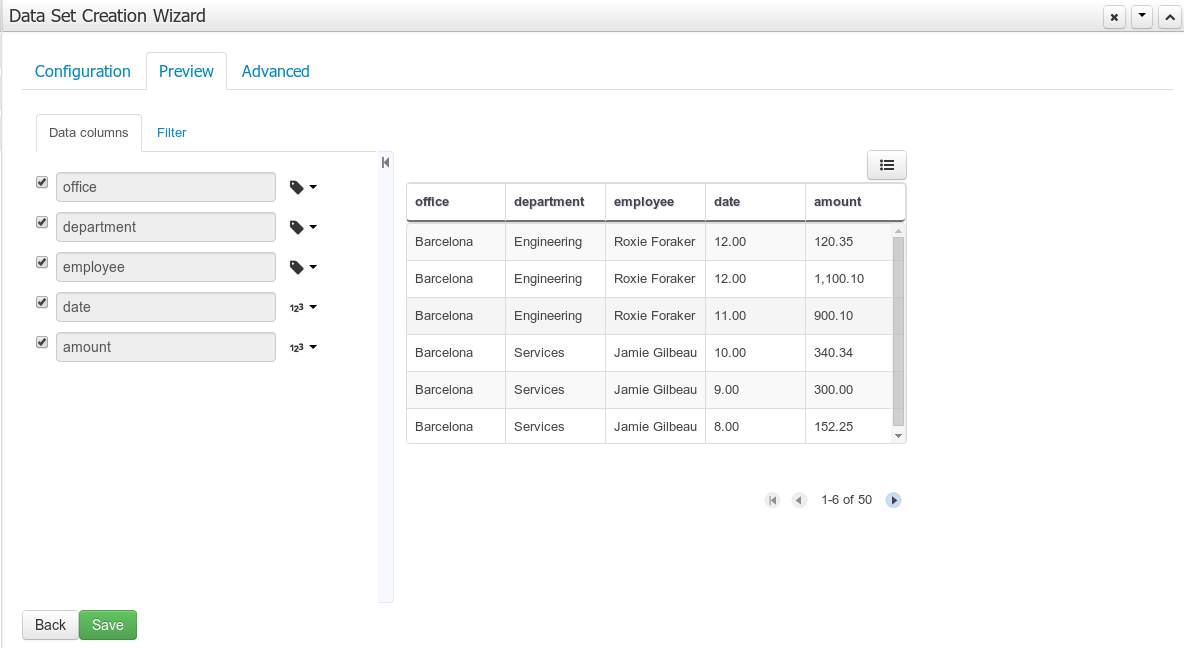 Data Set Creation Wizard
Configuration Preview Advanced
Data columns Filter
office
department
employee
date 123
amount 123
office department employee date amount
Barcelona Engineering Roxie Foraker 12.00 120.35
Barcelona Engineering Roxie Foraker 12.00 1,100.10
Barcelona Engineering Roxie Foraker 11.00 900.10
Barcelona Services Jamie Gilbeau 10.00 340.34
Barcelona Services Jamie Gilbeau 9.00 300.00
Barcelona Services Jamie Gilbeau 8.00 152.25
1-6 of 50
Back Save